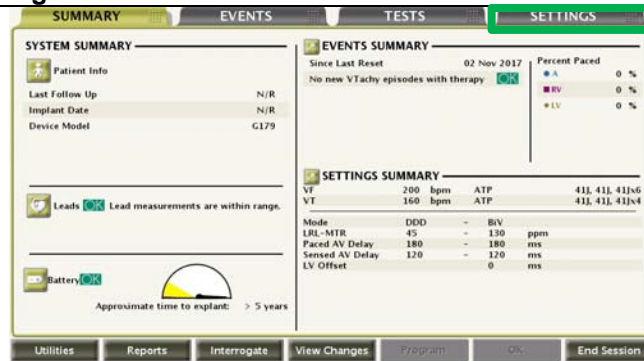 SUMMARY EVENTS TESTS SETTINGS
SYSTEM SUMMARY
Patient Info
Last Follow Up N/R
Implant Date N/R
Device Model G179
Leads OK Lead measurements are within range.
Battery OK
Approximate time to explant: > 5 years
EVENTS SUMMARY
Since Last Reset 02 Nov 2017
No new VTachy episodes with therapy OK
Percent Paced
A 0 %
RV 0 %
LV 0 %
SETTINGS SUMMARY
VF 200 bpm ATP 41J, 41J, 41Jx6
VT 160 bpm ATP 41J, 41J, 41Jx4
Mode DDD - BiV
LRL-MTR 45 - 130 ppm
Paced AV Delay 180 - 180 ms
Sensed AV Delay 120 - 120 ms
LV Offset 0 ms
Utilities Reports Interrogate View Changes Program OK End Session